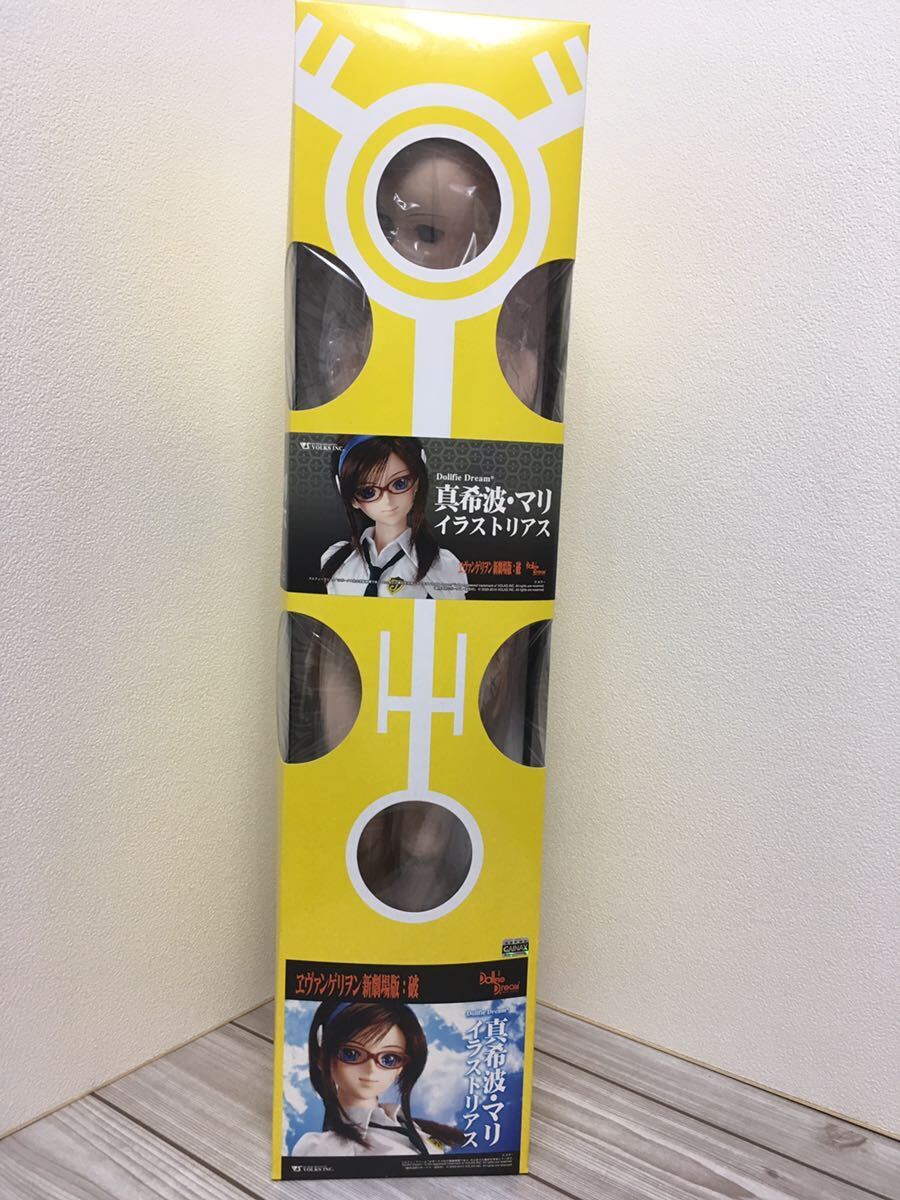 VOLKS INC.
Dollfie Dream®
真希波・マリ
イラストリアス
ヱヴァンゲリヲン新劇場版：破
GAINAX
ヱヴァンゲリヲン新劇場版：破
Dollfie
Dream
Dollfie Dream®
真希波・マリ
イラストリアス
VOLKS INC.